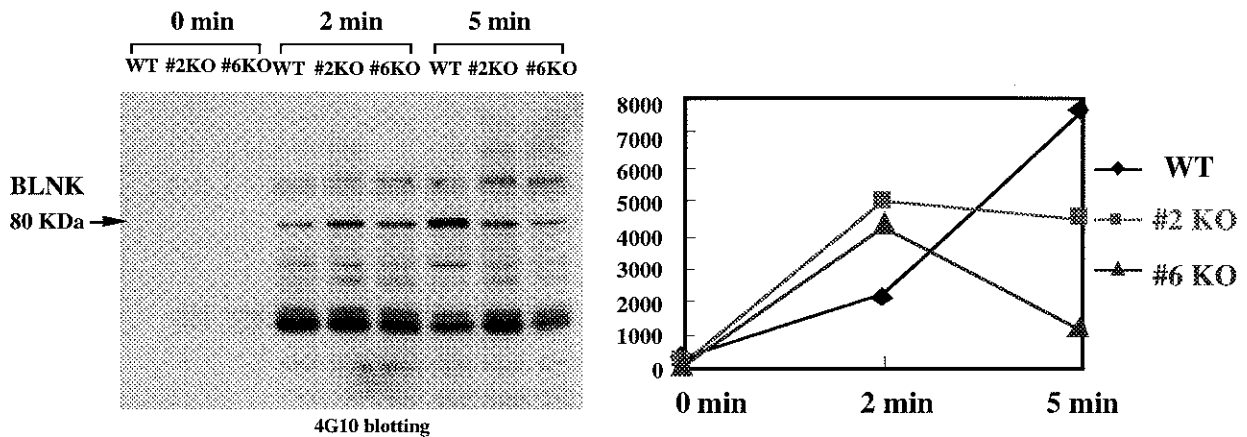 0 min 2 min 5 min
WT #2KO #6KO WT #2KO #6KO WT #2KO #6KO
BLNK
80 KDa
4G10 blotting
8000
7000
6000
5000
4000
3000
2000
1000
0
0 min 2 min 5 min
WT
#2 KO
#6 KO